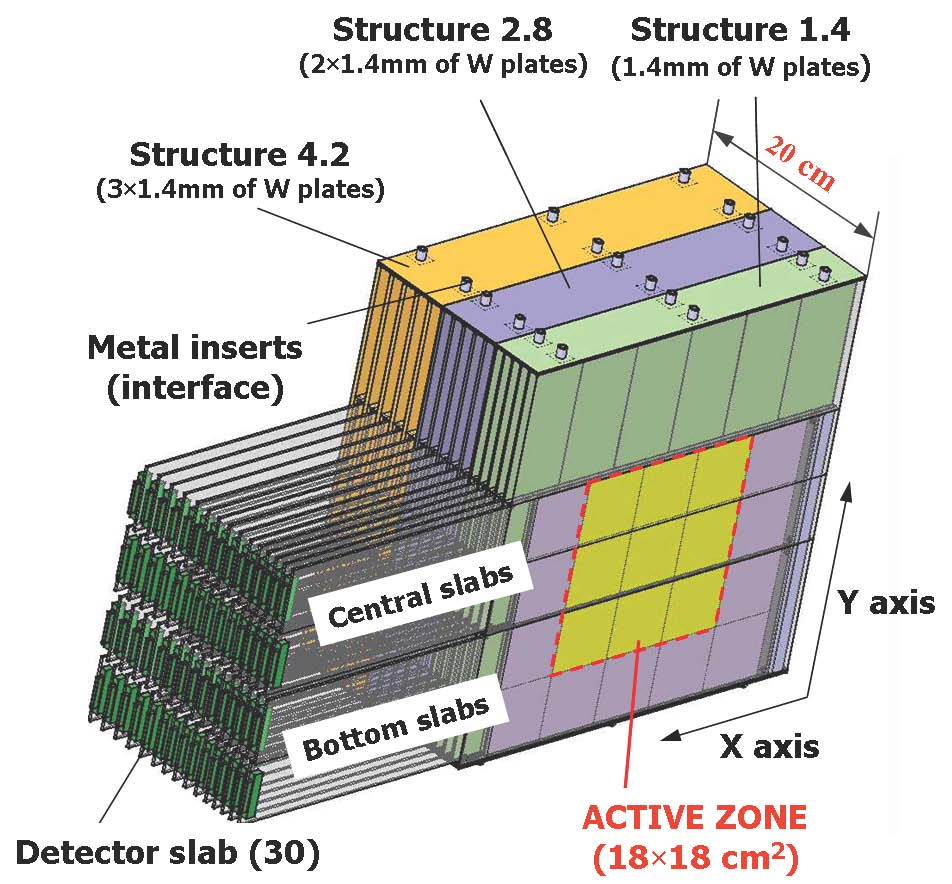 Structure 2.8
(2×1.4mm of W plates)
Structure 1.4
(1.4mm of W plates)
Structure 4.2
(3×1.4mm of W plates)
20 cm
Metal inserts
(interface)
Central slabs
Y axis
Bottom slabs
X axis
ACTIVE ZONE
(18×18 cm²)
Detector slab (30)